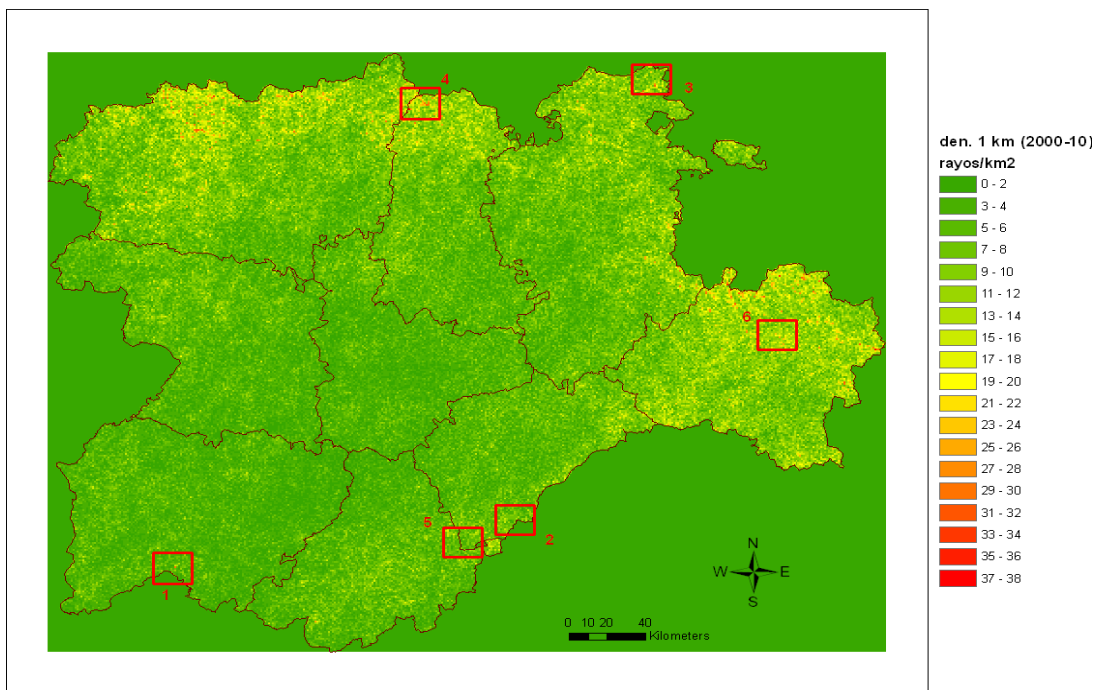 4
3
den. 1 km (2000-10)
rayos/km2
0 - 2
3 - 4
5 - 6
7 - 8
9 - 10
11 - 12
13 - 14
15 - 16
17 - 18
19 - 20
21 - 22
23 - 24
25 - 26
27 - 28
29 - 30
31 - 32
33 - 34
35 - 36
37 - 38
6
5
2
1
N
W E
S
0 10 20 40
Kilometers